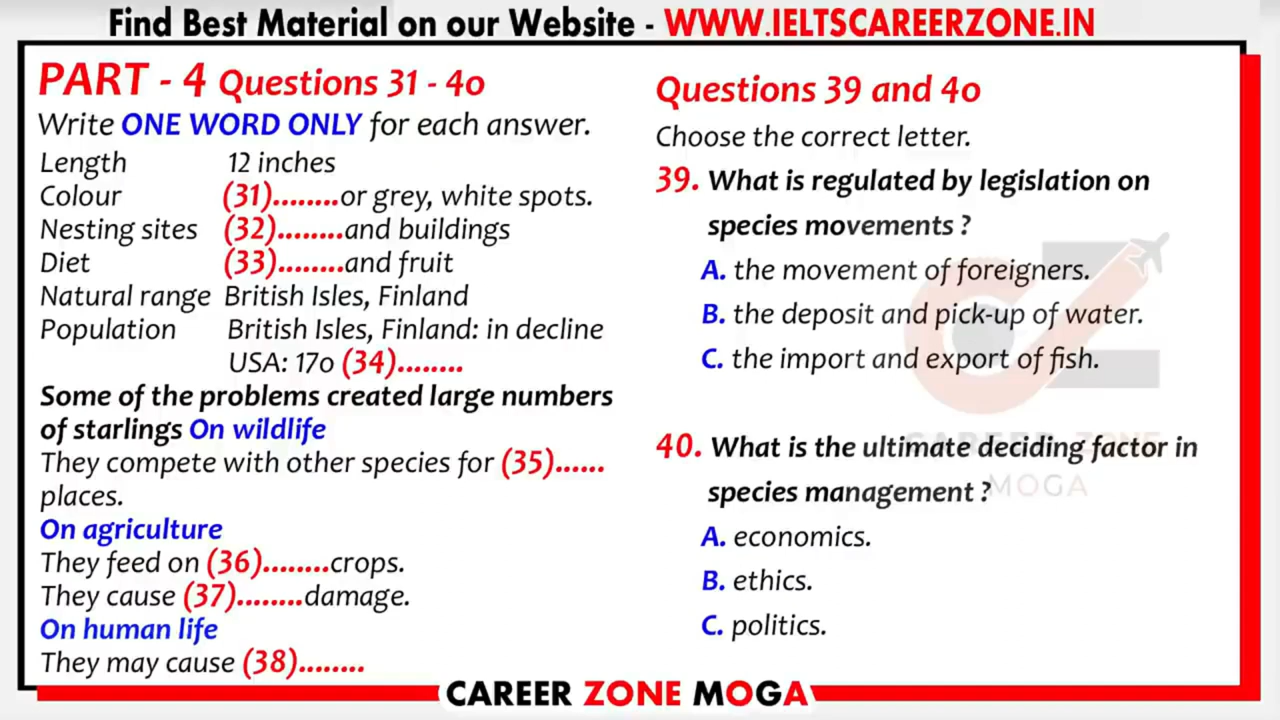 Find Best Material on our Website - WWW.IELTSCAREERZONE.IN
PART - 4 Questions 31 - 40
Write ONE WORD ONLY for each answer.
Length 12 inches
Colour (31)........or grey, white spots.
Nesting sites (32)........and buildings
Diet (33)........and fruit
Natural range British Isles, Finland
Population British Isles, Finland: in decline
USA: 170 (34)........
Some of the problems created large numbers
of starlings On wildlife
They compete with other species for (35)......
places.
On agriculture
They feed on (36)........crops.
They cause (37)........damage.
On human life
They may cause (38)........
Questions 39 and 40
Choose the correct letter.
39. What is regulated by legislation on
species movements ?
A. the movement of foreigners.
B. the deposit and pick-up of water.
C. the import and export of fish.
40. What is the ultimate deciding factor in
species management ?
A. economics.
B. ethics.
C. politics.
CAREER ZONE
MOGA
CAREER ZONE MOGA